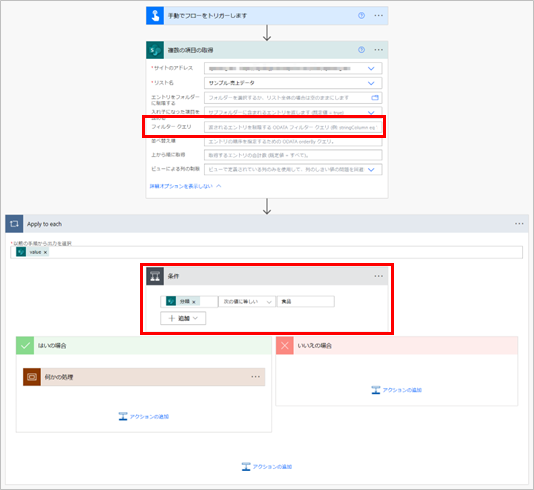 手動でフローをトリガーします
複数の項目の取得
* サイトのアドレス
* リスト名 サンプル-売上データ
エントリをフォルダーに制限する フォルダーを選択するか、リスト全体の場合は空のままにします
入れ子になった項目を含める サブフォルダーに含まれるエントリを返します (既定値 = true)
フィルター クエリ 含まれるエントリを制限する ODATA フィルター クエリ (例: stringColumn eq
並べ替え順 エントリの順序を指定するための ODATA orderBy クエリ。
上から順に取得 取得するエントリの合計数 (既定値 = すべて)。
ビューによる列の制限 ビューで定義されている列のみを使用して、列のしきい値の問題を回避
詳細オプションを表示しない
Apply to each
* 以前の手順から出力を選択
value x
条件
分類 x 次の値に等しい 食品
追加
はいの場合
いいえの場合
何かの処理
アクションの追加
アクションの追加
アクションの追加